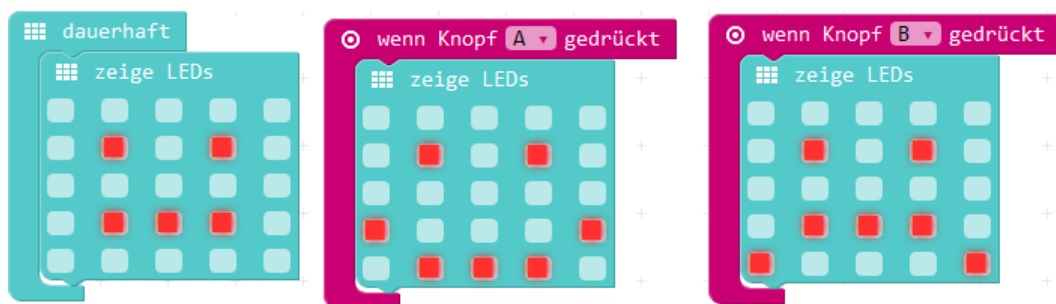 dauerhaft
zeige LEDs
wenn Knopf A gedrückt
zeige LEDs
wenn Knopf B gedrückt
zeige LEDs